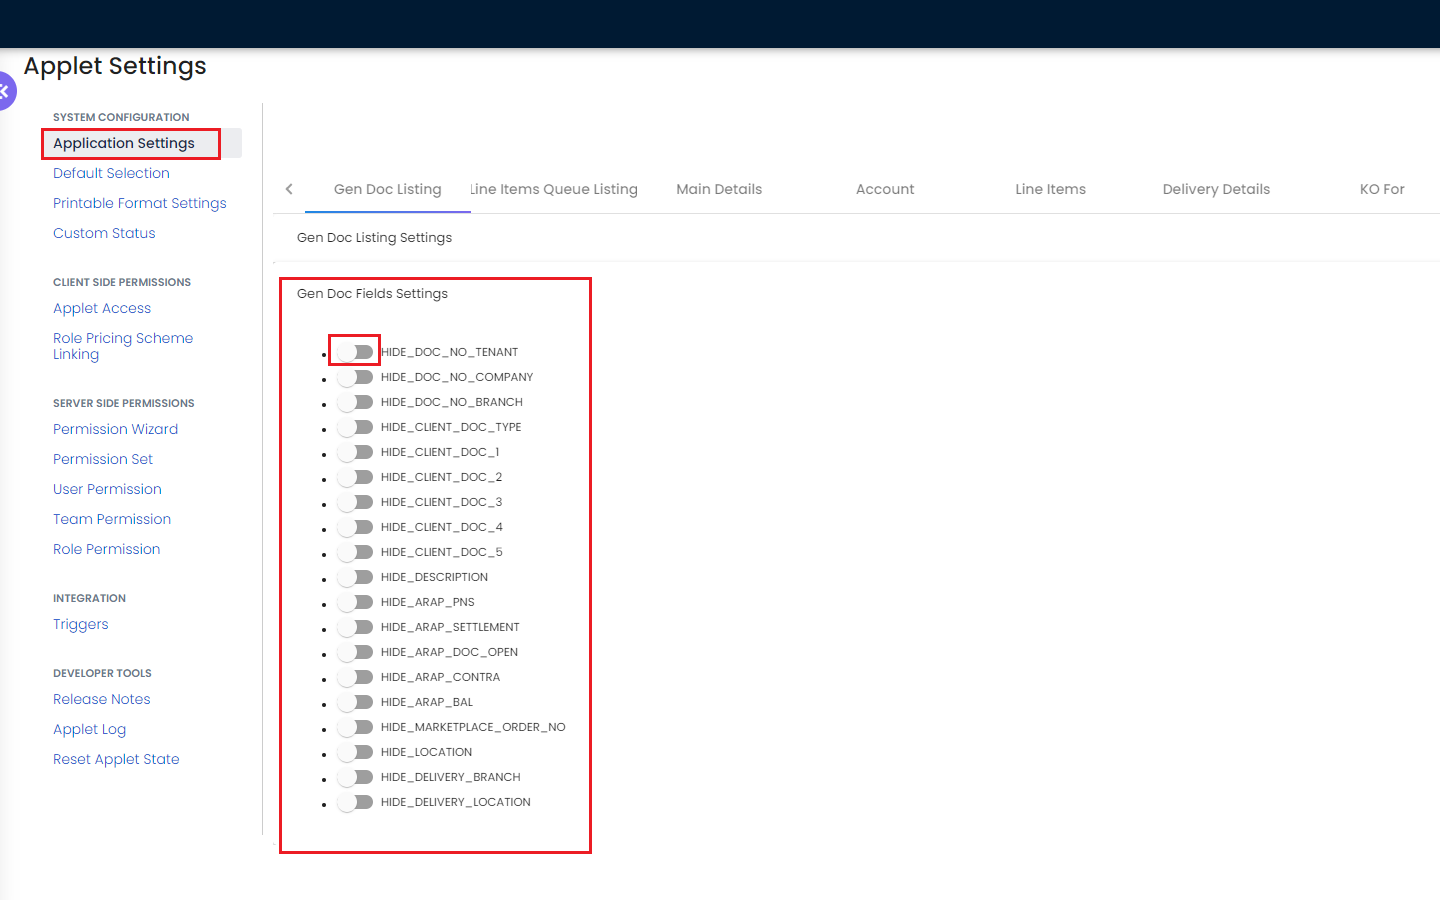 Applet Settings
SYSTEM CONFIGURATION
Application Settings
Default Selection
Printable Format Settings
Custom Status
CLIENT SIDE PERMISSIONS
Applet Access
Role Pricing Scheme
Linking
SERVER SIDE PERMISSIONS
Permission Wizard
Permission Set
User Permission
Team Permission
Role Permission
INTEGRATION
Triggers
DEVELOPER TOOLS
Release Notes
Applet Log
Reset Applet State
Gen Doc Listing Line Items Queue Listing Main Details Account Line Items Delivery Details KO For
Gen Doc Listing Settings
Gen Doc Fields Settings
HIDE_DOC_NO_TENANT
HIDE_DOC_NO_COMPANY
HIDE_DOC_NO_BRANCH
HIDE_CLIENT_DOC_TYPE
HIDE_CLIENT_DOC_1
HIDE_CLIENT_DOC_2
HIDE_CLIENT_DOC_3
HIDE_CLIENT_DOC_4
HIDE_CLIENT_DOC_5
HIDE_DESCRIPTION
HIDE_ARAP_PNS
HIDE_ARAP_SETTLEMENT
HIDE_ARAP_DOC_OPEN
HIDE_ARAP_CONTRA
HIDE_ARAP_BAL
HIDE_MARKETPLACE_ORDER_NO
HIDE_LOCATION
HIDE_DELIVERY_BRANCH
HIDE_DELIVERY_LOCATION